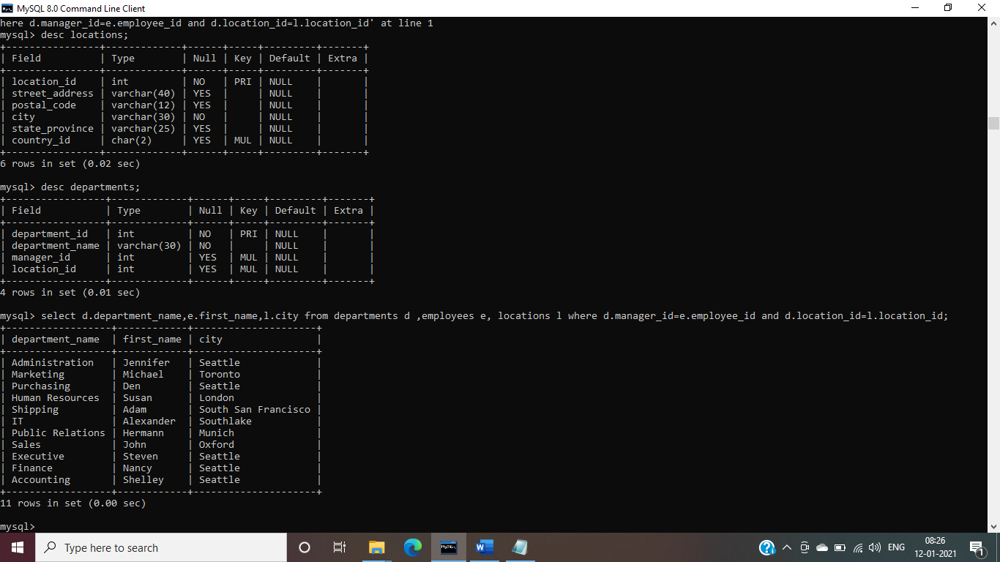 MySQL 8.0 Command Line Client
here d.manager_id=e.employee_id and d.location_id=l.location_id' at line 1
mysql> desc locations;
+----------------+-------------+------+-----+---------+-------+
| Field          | Type        | Null | Key | Default | Extra |
+----------------+-------------+------+-----+---------+-------+
| location_id    | int         | NO   | PRI | NULL    |       |
| street_address | varchar(40) | YES  |     | NULL    |       |
| postal_code    | varchar(12) | YES  |     | NULL    |       |
| city           | varchar(30) | NO   |     | NULL    |       |
| state_province | varchar(25) | YES  |     | NULL    |       |
| country_id     | char(2)     | YES  | MUL | NULL    |       |
+----------------+-------------+------+-----+---------+-------+
6 rows in set (0.02 sec)
mysql> desc departments;
+-----------------+-------------+------+-----+---------+-------+
| Field           | Type        | Null | Key | Default | Extra |
+-----------------+-------------+------+-----+---------+-------+
| department_id   | int         | NO   | PRI | NULL    |       |
| department_name | varchar(30) | NO   |     | NULL    |       |
| manager_id      | int         | YES  | MUL | NULL    |       |
| location_id     | int         | YES  | MUL | NULL    |       |
+-----------------+-------------+------+-----+---------+-------+
4 rows in set (0.01 sec)
mysql> select d.department_name,e.first_name,l.city from departments d ,employees e, locations l where d.manager_id=e.employee_id and d.location_id=l.location_id;
+------------------+------------+---------------------+
| department_name  | first_name | city                |
+------------------+------------+---------------------+
| Administration   | Jennifer   | Seattle             |
| Marketing        | Michael    | Toronto             |
| Purchasing       | Den        | Seattle             |
| Human Resources  | Susan      | London              |
| Shipping         | Adam       | South San Francisco |
| IT               | Alexander  | Southlake           |
| Public Relations | Hermann    | Munich              |
| Sales            | John       | Oxford              |
| Executive        | Steven     | Seattle             |
| Finance          | Nancy      | Seattle             |
| Accounting       | Shelley    | Seattle             |
+------------------+------------+---------------------+
11 rows in set (0.00 sec)
mysql>
Type here to search
ENG
08:26
12-01-2021
1